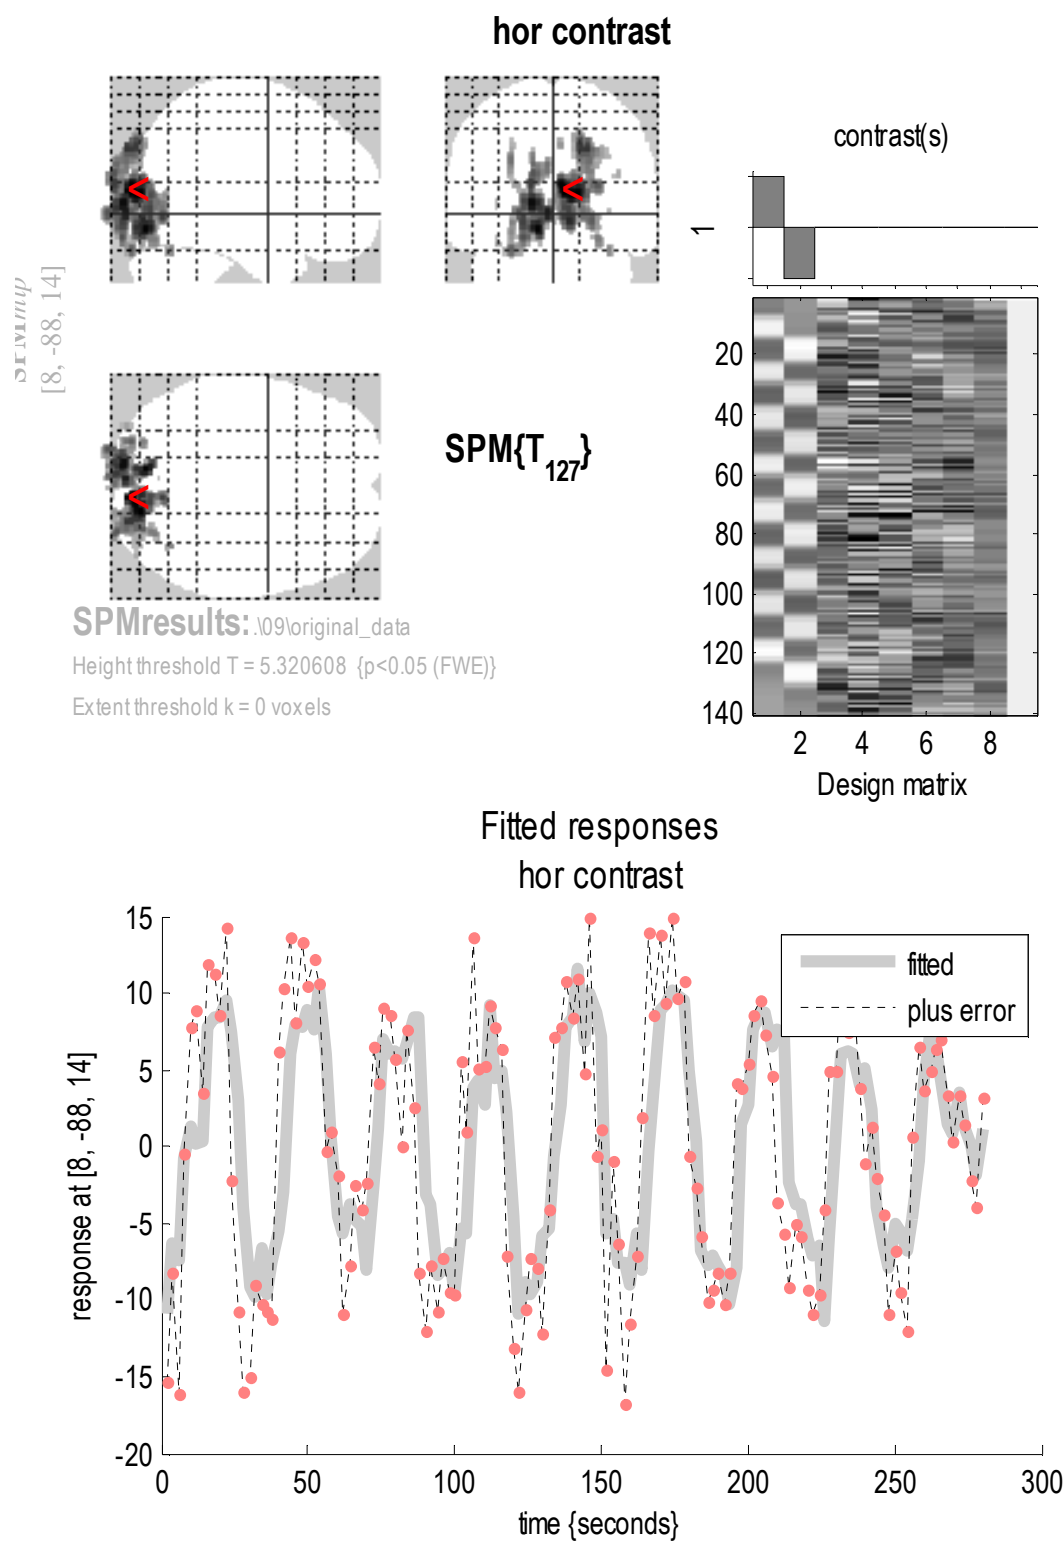 hor contrast
SPMmip
[8, -88, 14]
contrast(s)
1
SPM{T127}
20
40
60
80
100
120
140
2 4 6 8
Design matrix
SPMresults: .\09\original_data
Height threshold T = 5.320608 {p<0.05 (FWE)}
Extent threshold k = 0 voxels
Fitted responses
hor contrast
response at [8, -88, 14]
15
10
5
0
-5
-10
-15
-20
fitted
plus error
0 50 100 150 200 250 300
time {seconds}